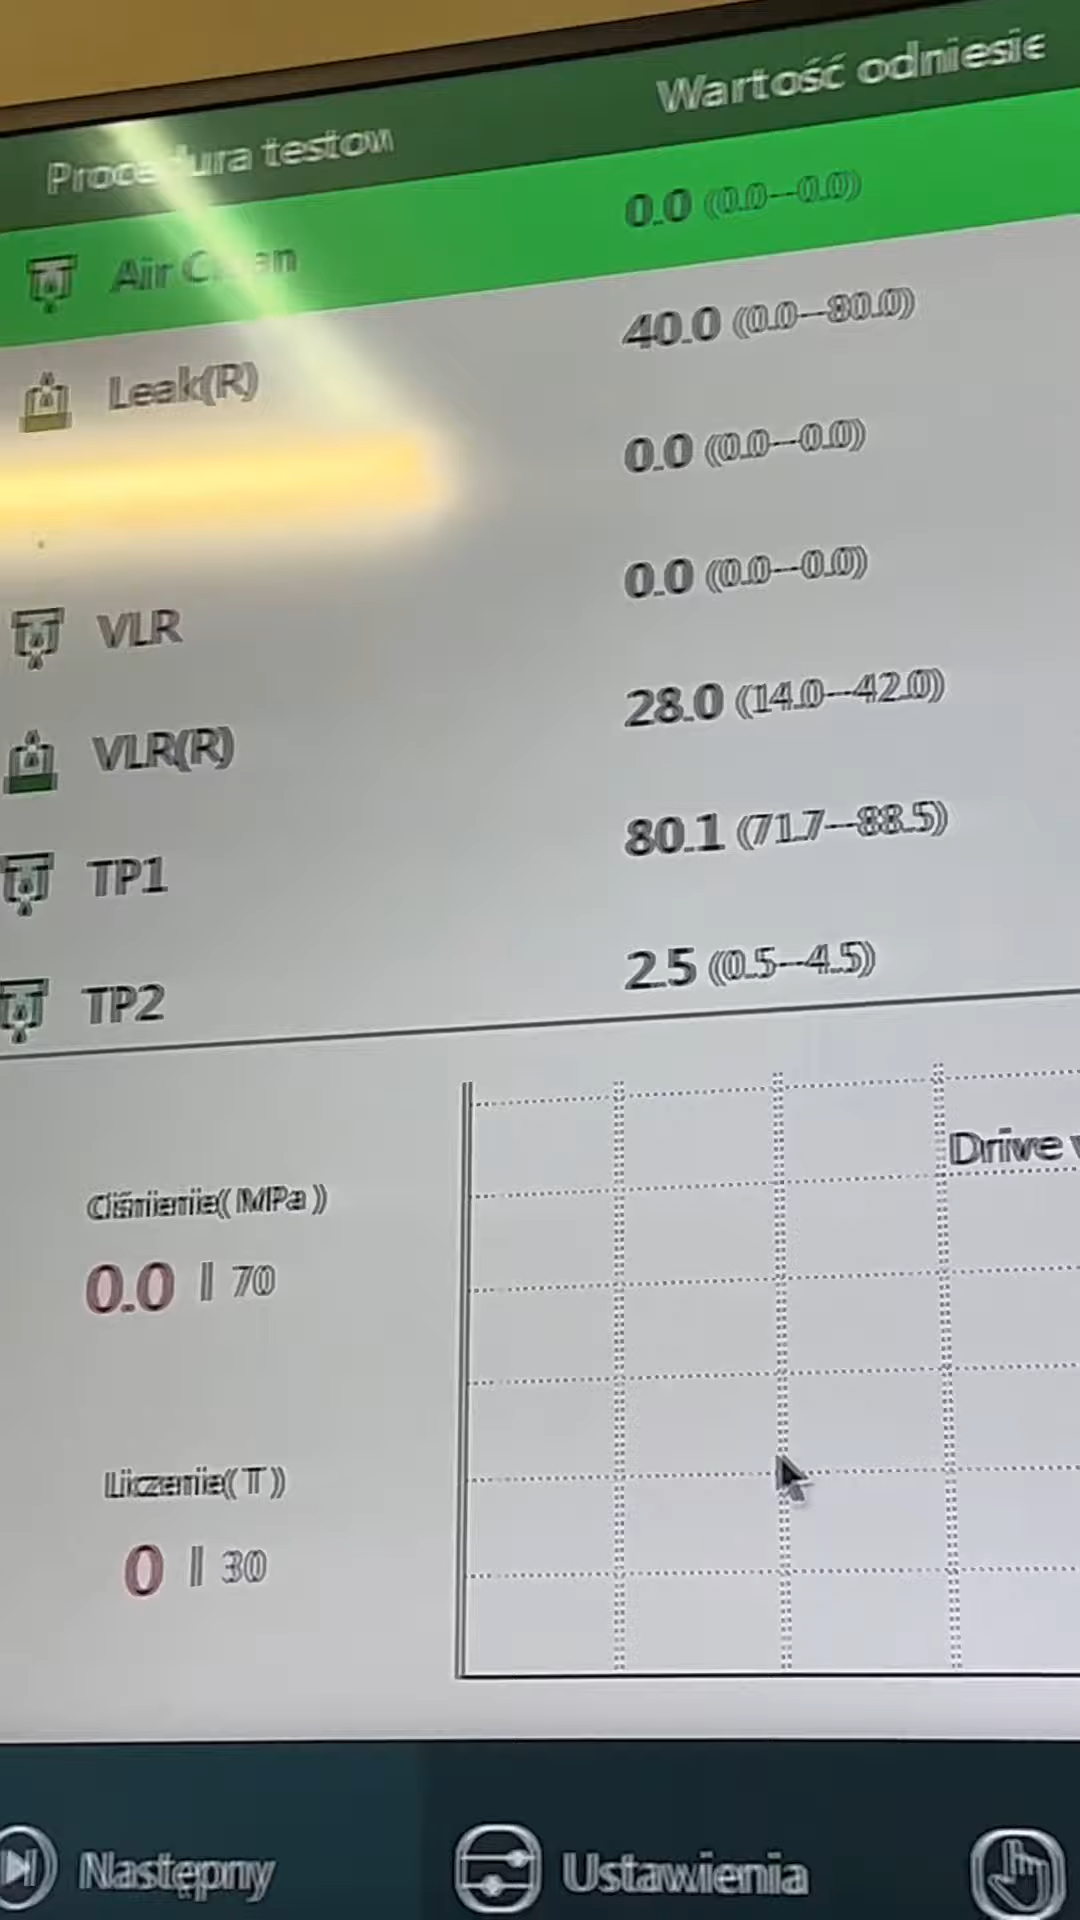 Procedura testow
Wartość odniesie
Air Clean
0.0 (0.0--0.0)
Leak(R)
40.0 (0.0--80.0)
0.0 (0.0--0.0)
VLR
0.0 (0.0--0.0)
VLR(R)
28.0 (14.0--42.0)
TP1
80.1 (71.7--88.5)
TP2
2.5 (0.5--4.5)
Drive
Ciśnienie( MPa )
0.0 | 70
Liczenie( T )
0 | 30
Następny
Ustawienia